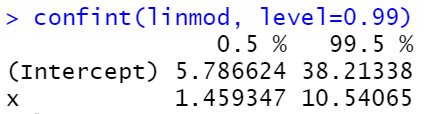 > confint(linmod, level=0.99)
0.5 % 99.5 %
(Intercept) 5.786624 38.21338
x 1.459347 10.54065